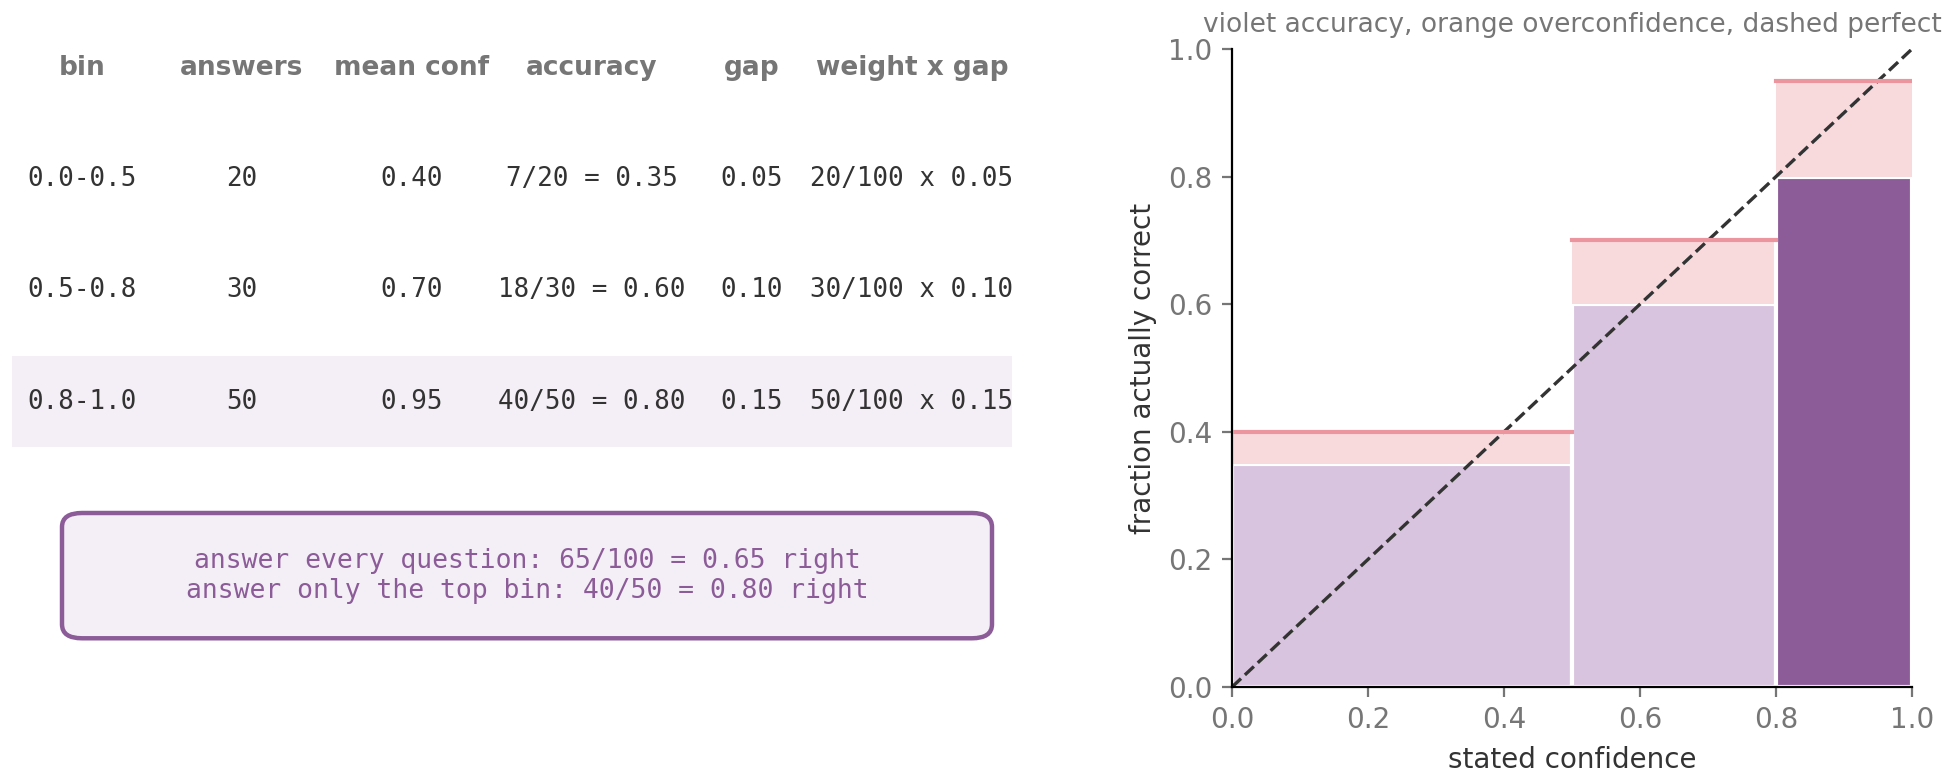 bin answers mean conf accuracy gap weight x gap
0.0-0.5 20 0.40 7/20 = 0.35 0.05 20/100 x 0.05
0.5-0.8 30 0.70 18/30 = 0.60 0.10 30/100 x 0.10
0.8-1.0 50 0.95 40/50 = 0.80 0.15 50/100 x 0.15
answer every question: 65/100 = 0.65 right
answer only the top bin: 40/50 = 0.80 right
violet accuracy, orange overconfidence, dashed perfect
fraction actually correct
1.0
0.8
0.6
0.4
0.2
0.0
0.0 0.2 0.4 0.6 0.8 1.0
stated confidence